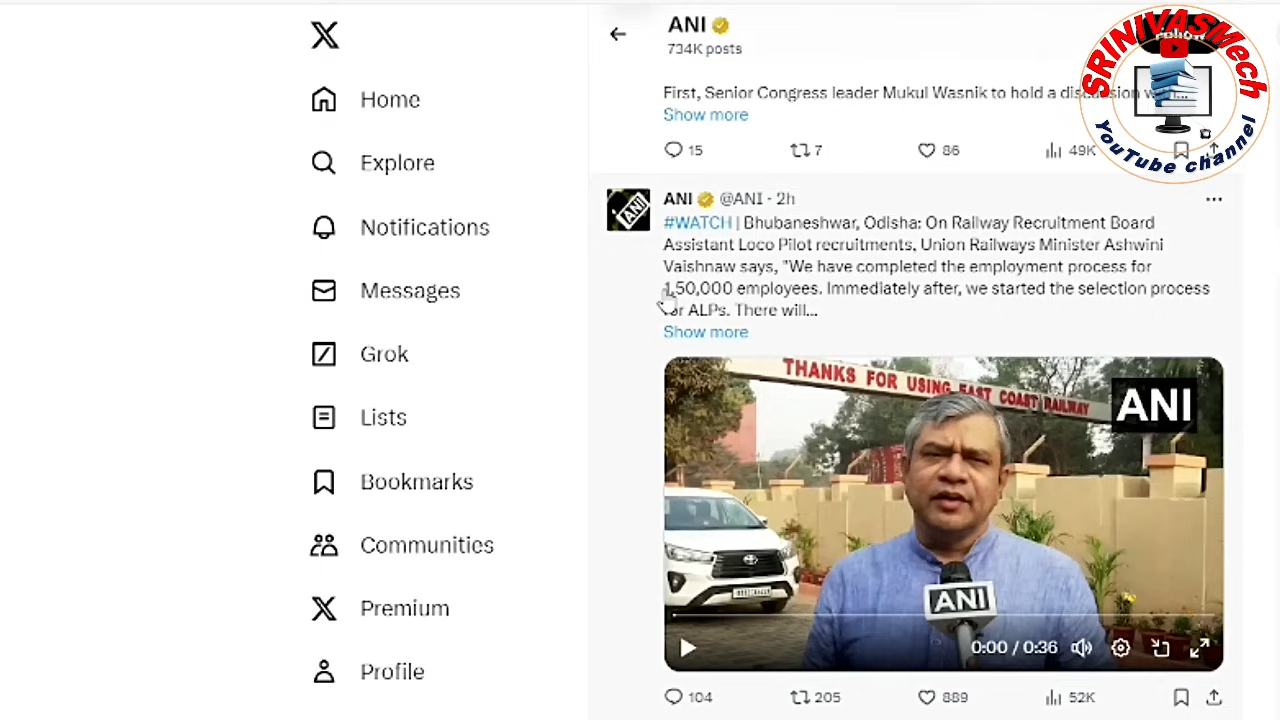 Home
Explore
Notifications
Messages
Grok
Lists
Bookmarks
Communities
Premium
Profile
ANI
734K posts
First, Senior Congress leader Mukul Wasnik to hold a
Show more
15 7 86 49K
ANI @ANI · 2h
#WATCH | Bhubaneshwar, Odisha: On Railway Recruitment Board
Assistant Loco Pilot recruitments, Union Railways Minister Ashwini
Vaishnaw says, "We have completed the employment process for
1,50,000 employees. Immediately after, we started the selection process
ALPs. There will...
Show more
ANI
THANKS FOR USING EAST COAST RAILWAY
ANI
ANI
0:00 / 0:36
104 205 889 52K
SRINIVASMech
YouTube channel